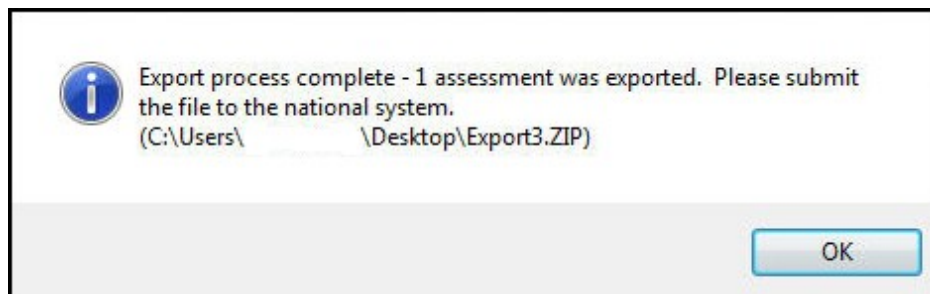 Export process complete - 1 assessment was exported.  Please submit
the file to the national system.
(C:\Users\ \Desktop\Export3.ZIP)
OK